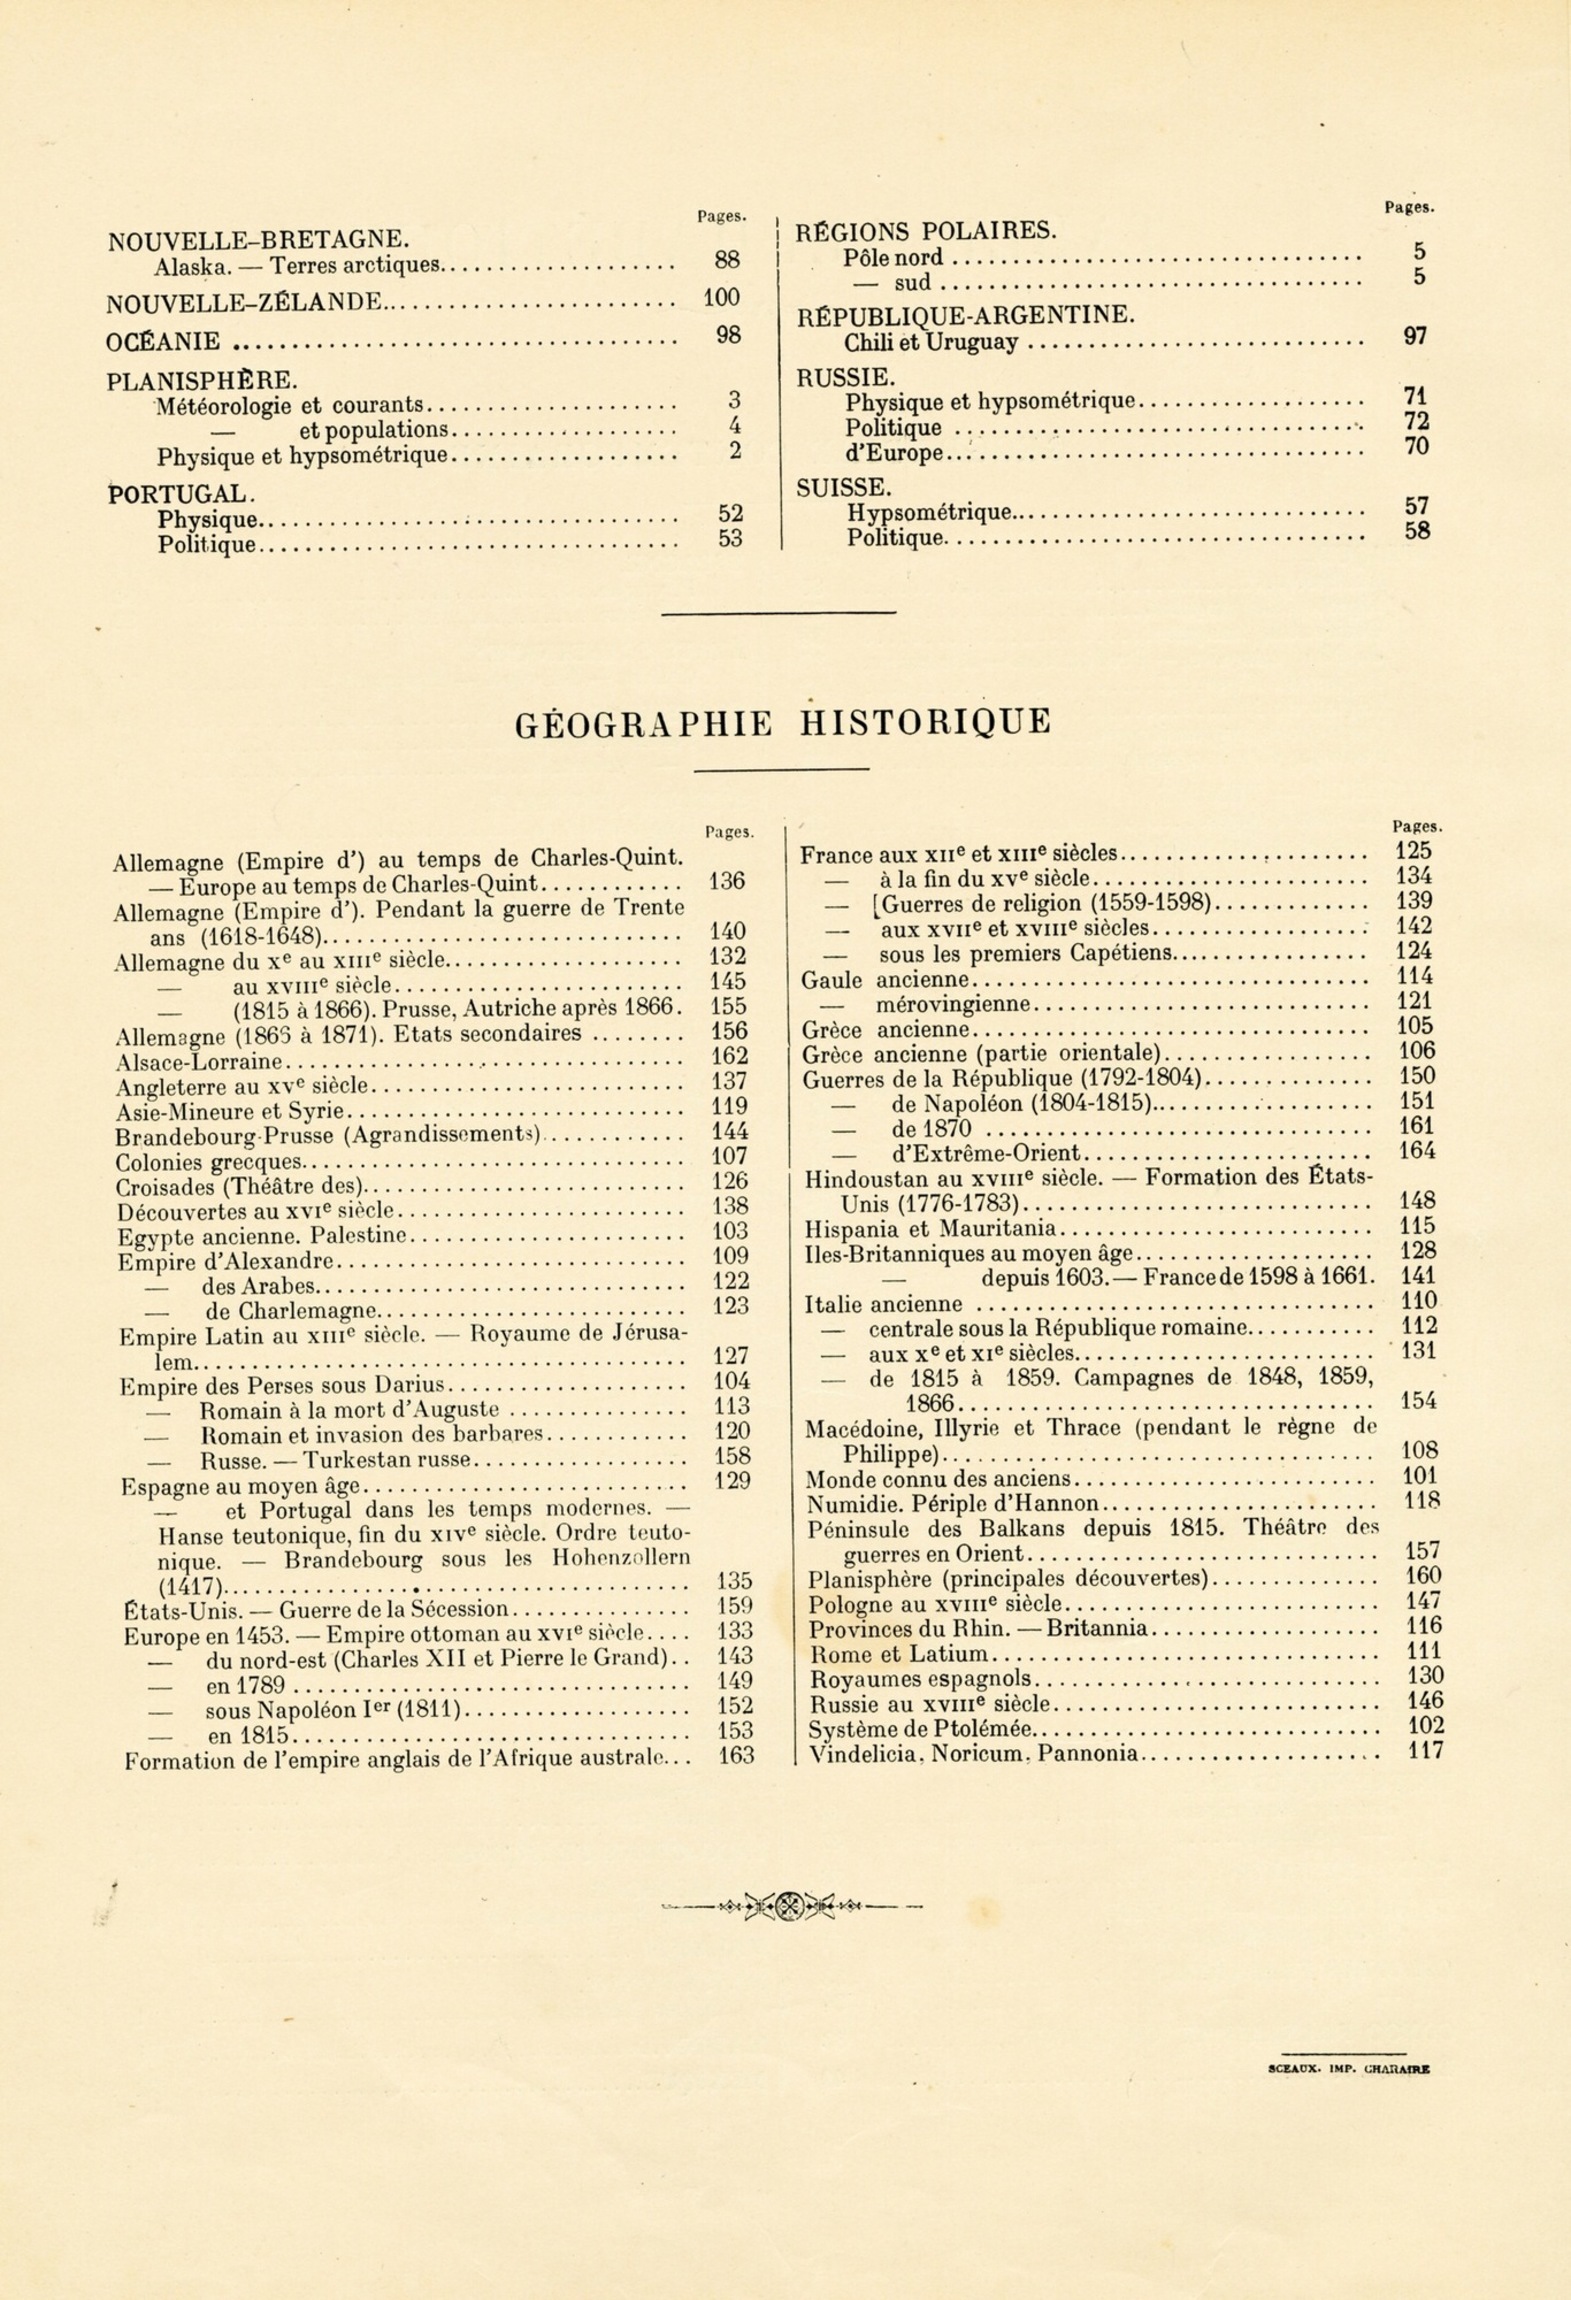 Pages.
NOUVELLE-BRETAGNE.
Alaska. — Terres arctiques.................... 88
NOUVELLE-ZÉLANDE......................... 100
OCÉANIE ...................................... 98
PLANISPHÈRE.
Météorologie et courants..................... 3
— et populations................... 4
Physique et hypsométrique................... 2
PORTUGAL.
Physique.................................... 52
Politique.................................... 53
Pages.
RÉGIONS POLAIRES.
Pôle nord ................................... 5
— sud .................................... 5
RÉPUBLIQUE-ARGENTINE.
Chili et Uruguay ............................. 97
RUSSIE.
Physique et hypsométrique................... 71
Politique ................................... 72
d'Europe.................................... 70
SUISSE.
Hypsométrique.............................. 57
Politique.................................... 58
GÉOGRAPHIE HISTORIQUE
Pages.
Allemagne (Empire d') au temps de Charles-Quint.
— Europe au temps de Charles-Quint............ 136
Allemagne (Empire d'). Pendant la guerre de Trente
ans (1618-1648)............................... 140
Allemagne du Xe au XIIIe siècle.................... 132
— au XVIIIe siècle......................... 145
— (1815 à 1866). Prusse, Autriche après 1866. 155
Allemagne (1866 à 1871). Etats secondaires ........ 156
Alsace-Lorraine.................................. 162
Angleterre au XVe siècle........................... 137
Asie-Mineure et Syrie............................. 119
Brandebourg-Prusse (Agrandissements)............ 144
Colonies grecques................................ 107
Croisades (Théâtre des)........................... 126
Découvertes au XVIe siècle......................... 138
Egypte ancienne. Palestine........................ 103
Empire d'Alexandre.............................. 109
— des Arabes................................ 122
— de Charlemagne........................... 123
Empire Latin au XIIIe siècle. — Royaume de Jérusa-
lem.......................................... 127
Empire des Perses sous Darius..................... 104
— Romain à la mort d'Auguste ............... 113
— Romain et invasion des barbares............ 120
— Russe. — Turkestan russe.................. 158
Espagne au moyen âge............................ 129
— et Portugal dans les temps modernes. —
Hanse teutonique, fin du XIVe siècle. Ordre teuto-
nique. — Brandebourg sous les Hohenzollern
(1417)........................................ 135
États-Unis. — Guerre de la Sécession............... 159
Europe en 1453. — Empire ottoman au XVIe siècle.... 133
— du nord-est (Charles XII et Pierre le Grand).. 143
— en 1789 .................................. 149
— sous Napoléon Ier (1811)................... 152
— en 1815.................................. 153
Formation de l'empire anglais de l'Afrique australe... 163
Pages.
France aux XIIe et XIIIe siècles..................... 125
— à la fin du XVe siècle........................ 134
— [Guerres de religion (1559-1598)............. 139
— aux XVIIe et XVIIIe siècles................... 142
— sous les premiers Capétiens................. 124
Gaule ancienne.................................. 114
— mérovingienne............................. 121
Grèce ancienne.................................. 105
Grèce ancienne (partie orientale).................. 106
Guerres de la République (1792-1804).............. 150
— de Napoléon (1804-1815)................... 151
— de 1870 ................................. 161
— d'Extrême-Orient......................... 164
Hindoustan au XVIIIe siècle. — Formation des États-
Unis (1776-1783).............................. 148
Hispania et Mauritania........................... 115
Iles-Britanniques au moyen âge.................... 128
— depuis 1603. — France de 1598 à 1661. 141
Italie ancienne .................................. 110
— centrale sous la République romaine........... 112
— aux Xe et XIe siècles......................... 131
— de 1815 à 1859. Campagnes de 1848, 1859,
1866.................................... 154
Macédoine, Illyrie et Thrace (pendant le règne de
Philippe)..................................... 108
Monde connu des anciens.......................... 101
Numidie. Périple d'Hannon........................ 118
Péninsule des Balkans depuis 1815. Théâtre des
guerres en Orient.............................. 157
Planisphère (principales découvertes).............. 160
Pologne au XVIIIe siècle........................... 147
Provinces du Rhin. — Britannia................... 116
Rome et Latium................................. 111
Royaumes espagnols.............................. 130
Russie au XVIIIe siècle............................ 146
Système de Ptolémée.............................. 102
Vindelicia, Noricum, Pannonia.................... 117
SCEAUX. IMP. CHARAIRE